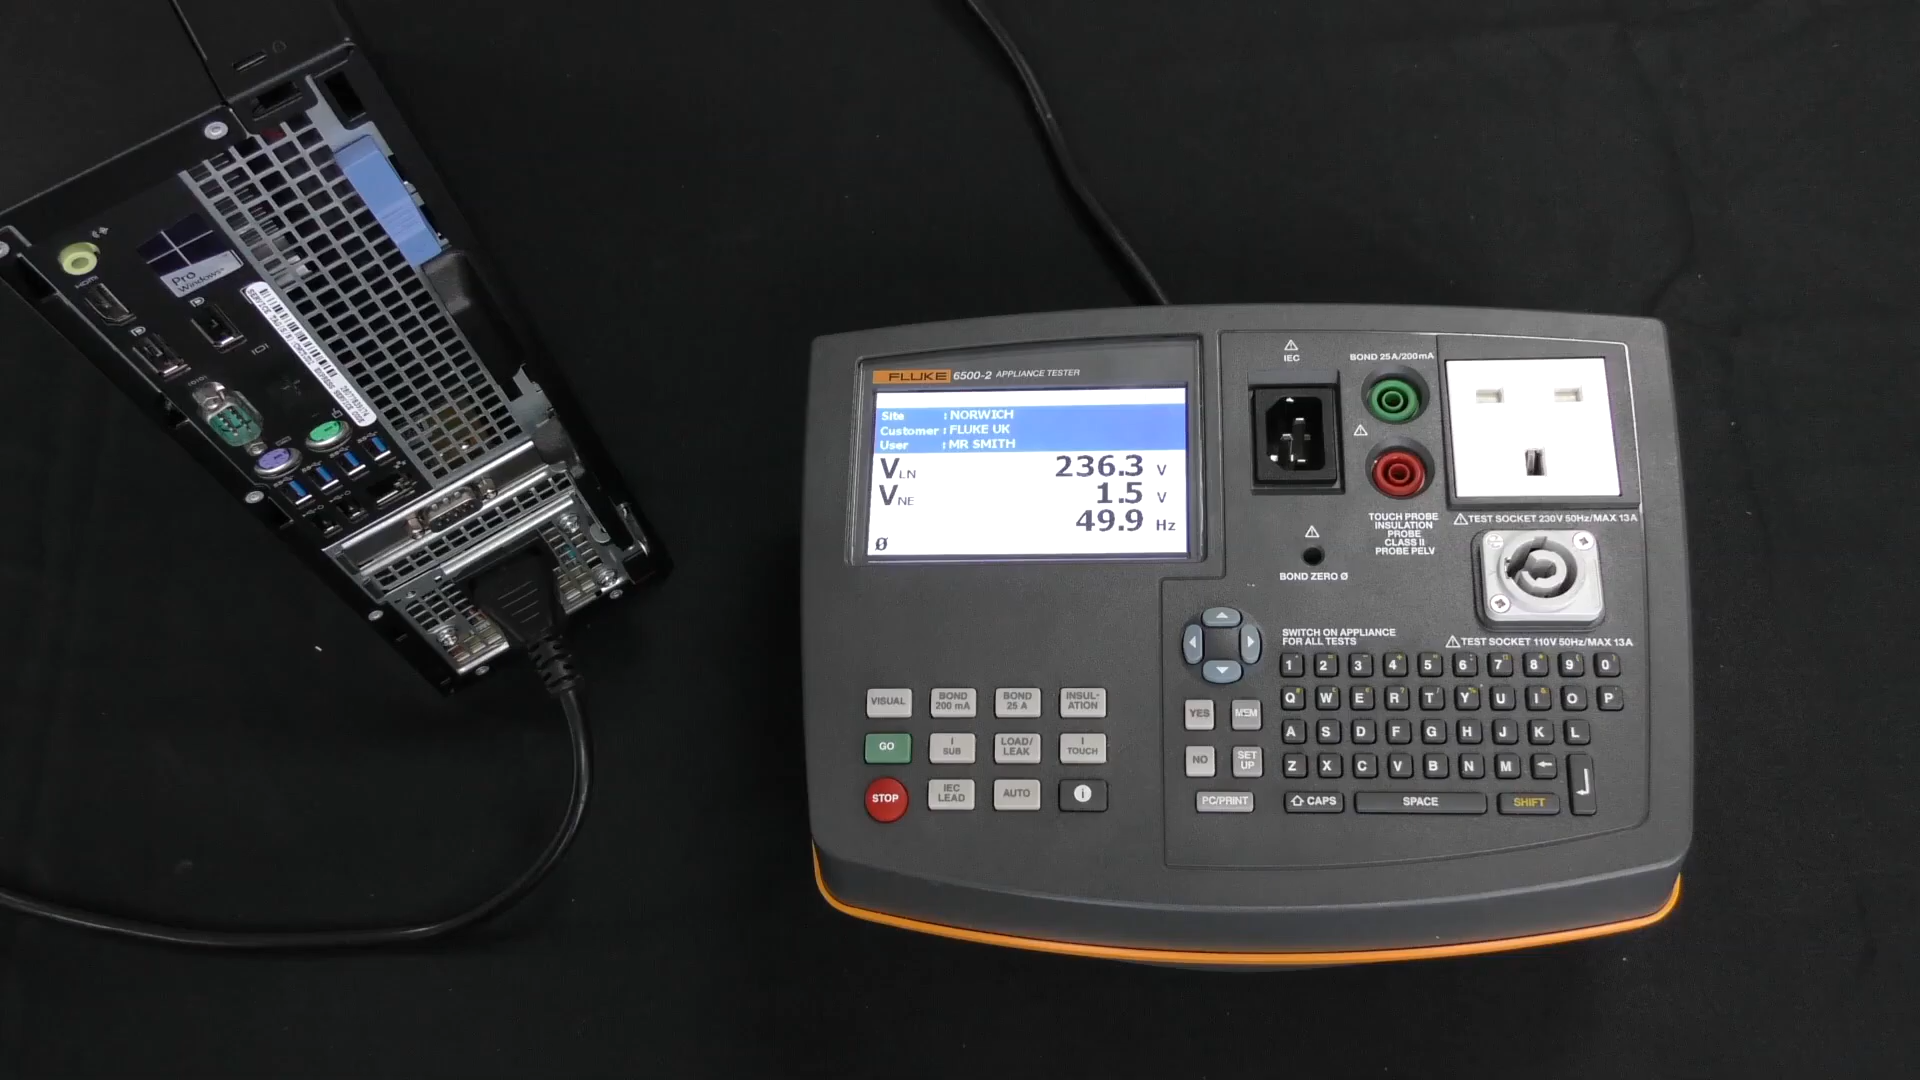 HDMI
Pro
Windows
FLUKE 6500-2 APPLIANCE TESTER
Site : NORWICH
Customer : FLUKE UK
User : MR SMITH
VLN 236.3 V
VNE 1.5 V
49.9 Hz
Ø
IEC
BOND 25A/200mA
TOUCH PROBE
INSULATION
PROBE
CLASS II
PROBE PELV
TEST SOCKET 230V 50Hz/MAX 13A
BOND ZERO Ø
TEST SOCKET 110V 50Hz/MAX 13A
SWITCH ON APPLIANCE
FOR ALL TESTS
1 2 3 4 5 6 7 8 9 0
Q W E R T Y U I O P
A S D F G H J K L
Z X C V B N M
CAPS SPACE SHIFT
YES MEM
NO SET UP
PC/PRINT
VISUAL BOND 200 mA BOND 25 A INSUL-ATION
GO I SUB LOAD/LEAK I TOUCH
STOP IEC LEAD AUTO i